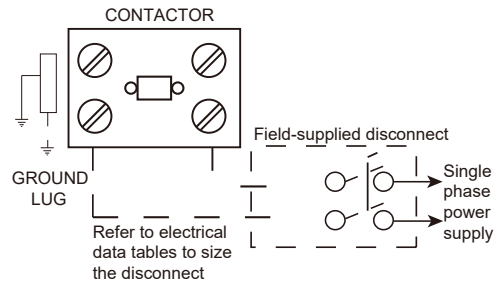 CONTACTOR
Field-supplied disconnect
GROUND
LUG
Single
phase
power
supply
Refer to electrical
data tables to size
the disconnect